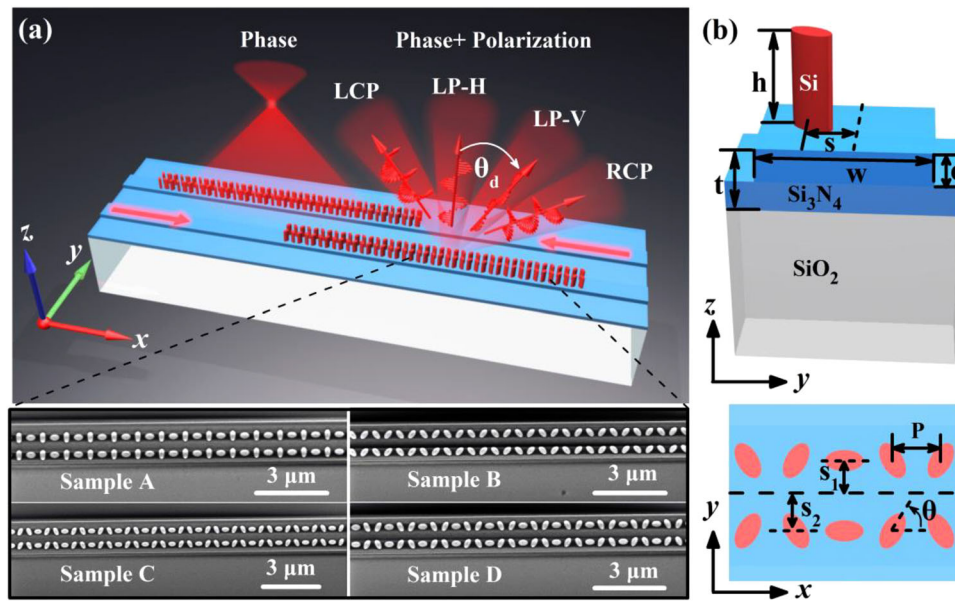 (a)
Phase
Phase+ Polarization
LCP
LP-H
LP-V
RCP
θd
z
y
x
Sample A
3 μm
Sample B
3 μm
Sample C
3 μm
Sample D
3 μm
(b)
Si
h
s
w
t
Si3N4
SiO2
z
y
P
s1
s2
θ
y
x